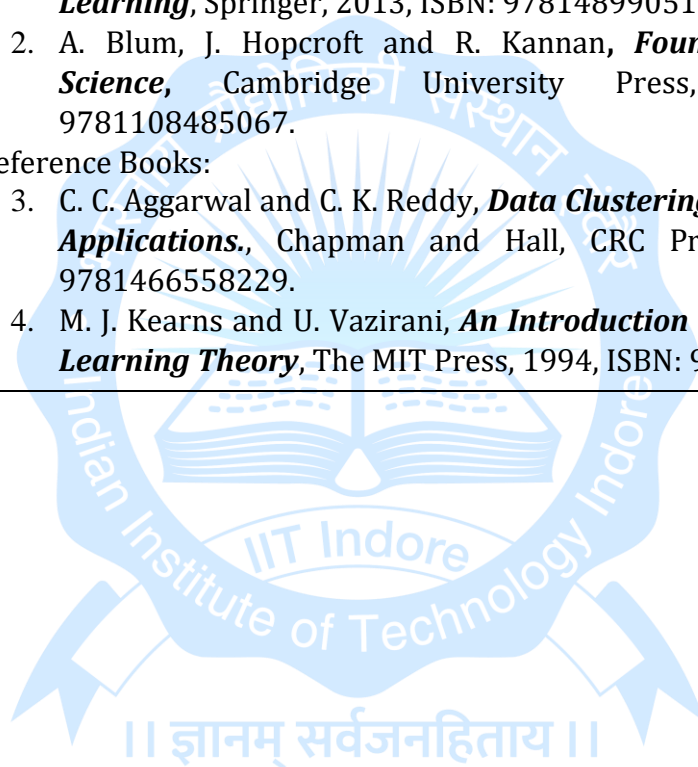 Learning, Springer, 2013, ISBN: 97814899051
2. A. Blum, J. Hopcroft and R. Kannan, Foun
Science, Cambridge University Press,
9781108485067.
eference Books:
3. C. C. Aggarwal and C. K. Reddy, Data Clustering
Applications., Chapman and Hall, CRC Pr
9781466558229.
4. M. J. Kearns and U. Vazirani, An Introduction
Learning Theory, The MIT Press, 1994, ISBN: 9
भारतीय प्रौद्योगिकी संस्थान इंदौर
IIT Indore
Indian Institute of Technology Indore
।। ज्ञानम् सर्वजनहिताय ।।